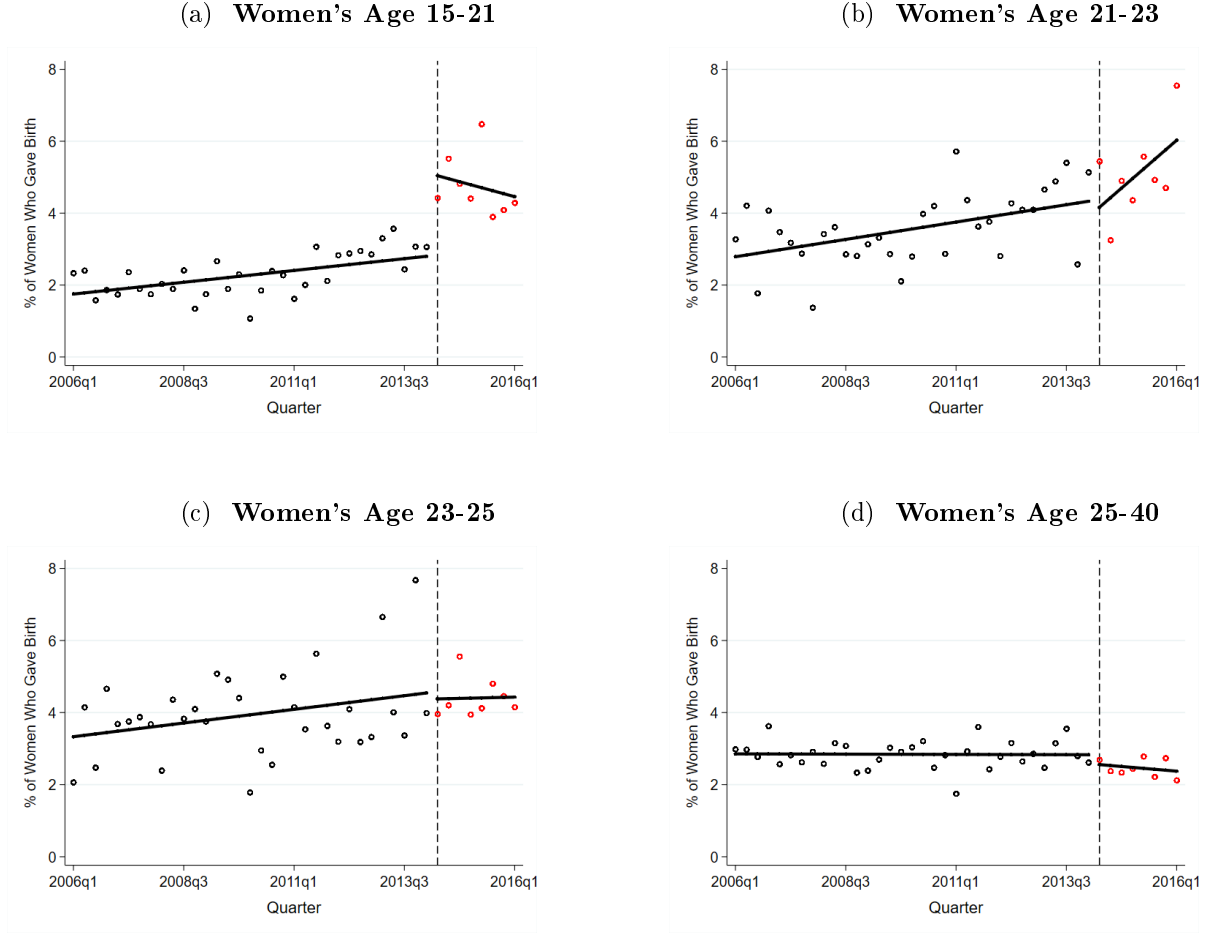 (a) Women's Age 15-21
% of Women Who Gave Birth
8
6
4
2
0
2006q1 2008q3 2011q1 2013q3 2016q1
Quarter
(b) Women's Age 21-23
% of Women Who Gave Birth
8
6
4
2
0
2006q1 2008q3 2011q1 2013q3 2016q1
Quarter
(c) Women's Age 23-25
% of Women Who Gave Birth
8
6
4
2
0
2006q1 2008q3 2011q1 2013q3 2016q1
Quarter
(d) Women's Age 25-40
% of Women Who Gave Birth
8
6
4
2
0
2006q1 2008q3 2011q1 2013q3 2016q1
Quarter